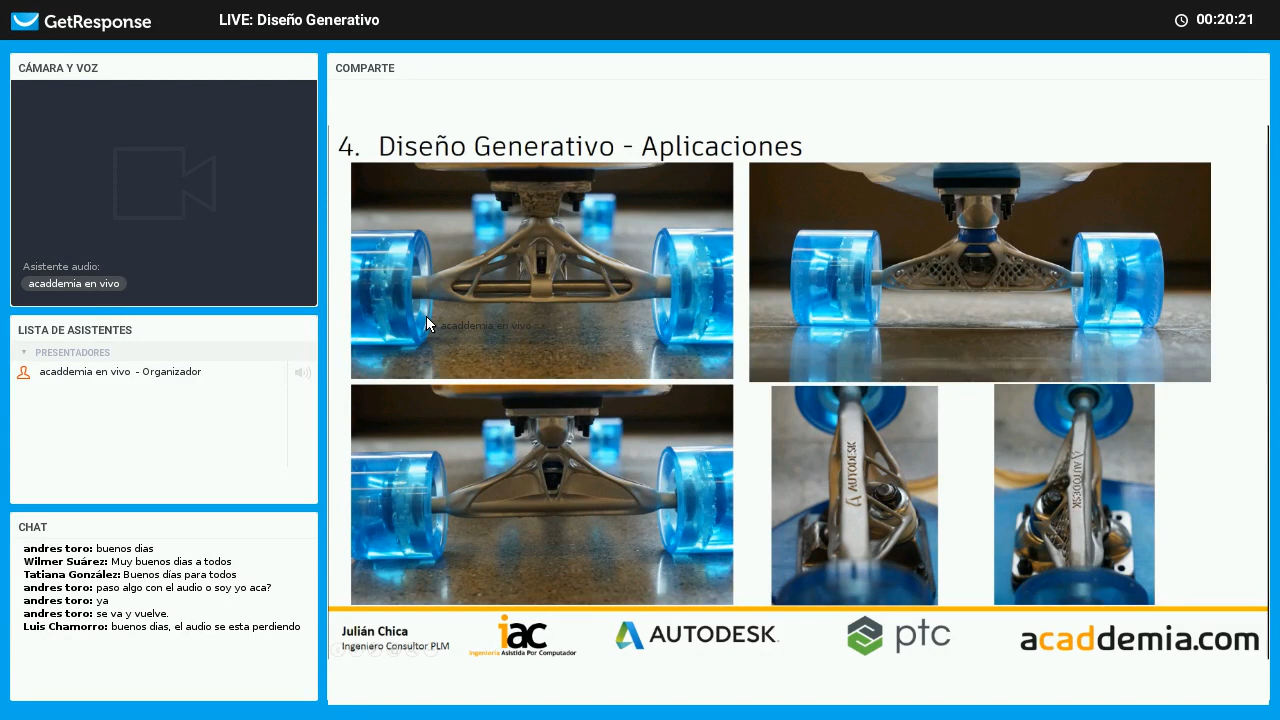 GetResponse
LIVE: Diseño Generativo
00:20:21
CÁMARA Y VOZ
Asistente audio:
acaddemia en vivo
LISTA DE ASISTENTES
PRESENTADORES
acaddemia en vivo - Organizador
CHAT
andres toro: buenos dias
Wilmer Suárez: Muy buenos dias a todos
Tatiana González: Buenos días para todos
andres toro: paso algo con el audio o soy yo aca?
andres toro: ya
andres toro: se va y vuelve.
Luis Chamorro: buenos dias, el audio se esta perdiendo
COMPARTE
4. Diseño Generativo - Aplicaciones
acaddemia en vivo
AUTODESK
AUTODESK
Julián Chica
Ingeniero Consultor PLM
iac
Ingeniería Asistida Por Computador
AUTODESK.
ptc
acaddemia.com